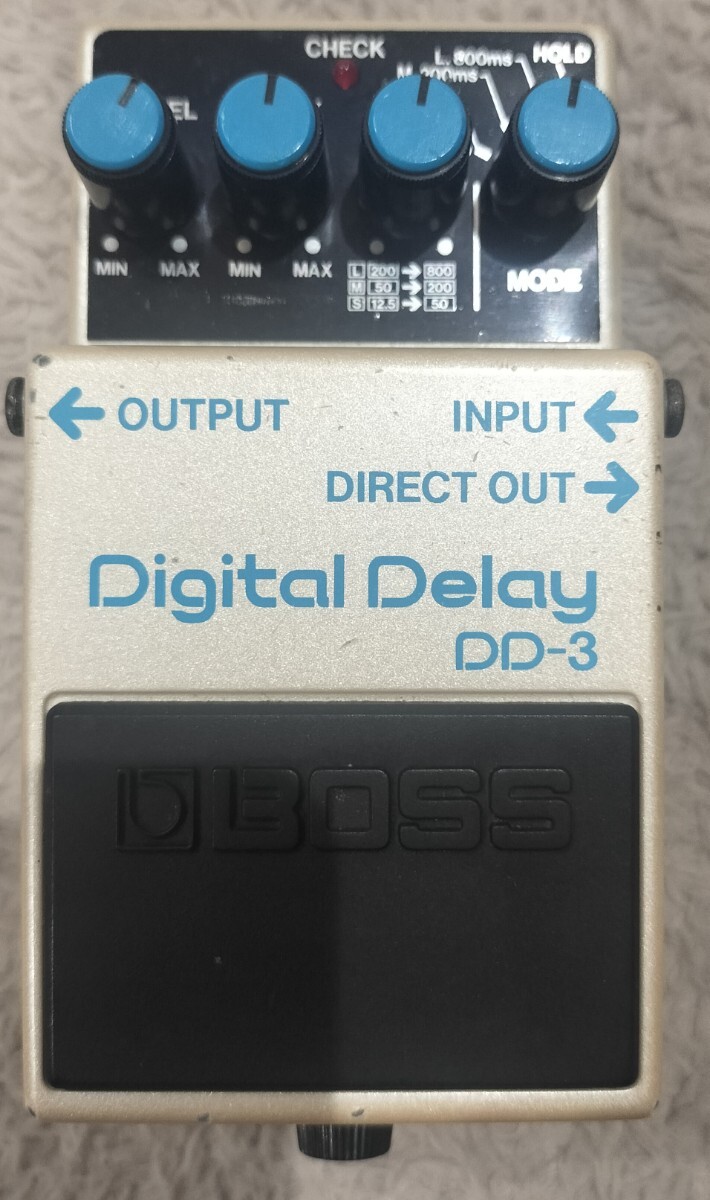 CHECK
HOLD
L. 800ms
M. 200ms
MIN MAX MIN MAX
L 200 → 800
M 50 → 200
S 12.5 → 50
MODE
← OUTPUT
INPUT ←
DIRECT OUT →
Digital Delay
DD-3
BOSS